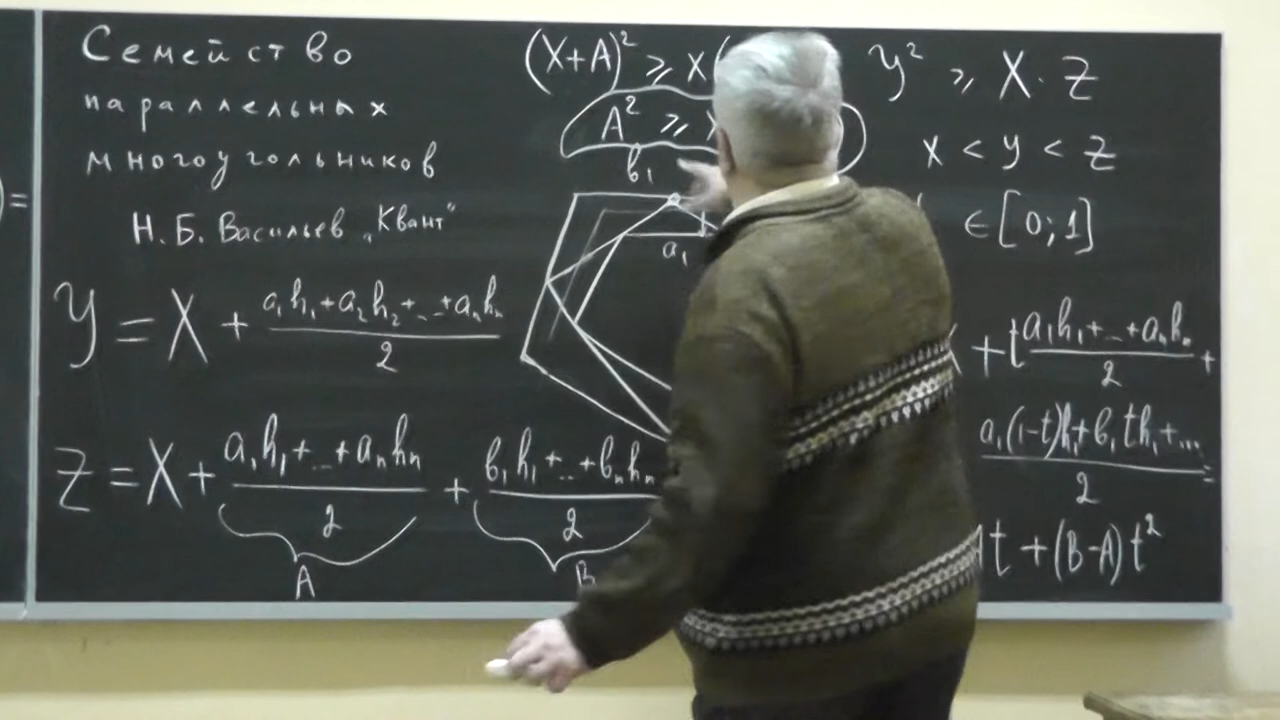 Семейство
параллельных
многоугольников
Н.Б. Васильев „Квант“
y = X + (a₁h₁+a₂h₂+...+aₙhₙ)/2
z = X + (a₁h₁+...+aₙhₙ)/2 + (b₁h₁+...+bₙhₙ)/2
A
B
)=
(X+A)² ⩾ X(
A² ⩾ X
b₁
a₁
y² ⩾ X · Z
x < y < z
∈ [0;1]
+ t (a₁h₁+...+aₙhₙ)/2 +
(a₁(1-t)h₁+b₁th₁+...)/2 =
t + (B-A)t²